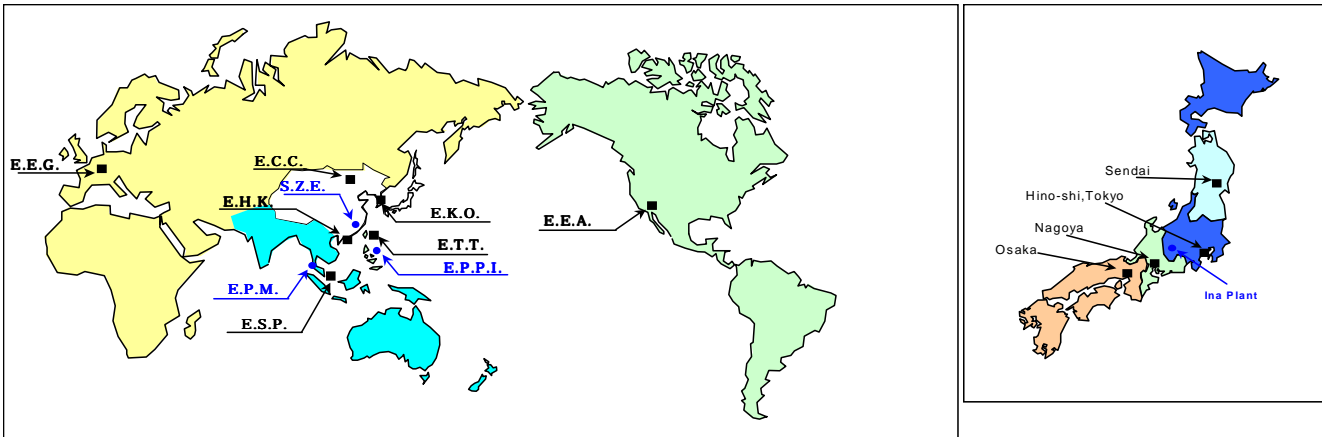 E.E.G.
E.C.C.
S.Z.E.
E.H.K.
E.K.O.
E.E.A.
E.T.T.
E.P.P.I.
E.P.M.
E.S.P.
Sendai
Hino-shi,Tokyo
Nagoya
Osaka
Ina Plant